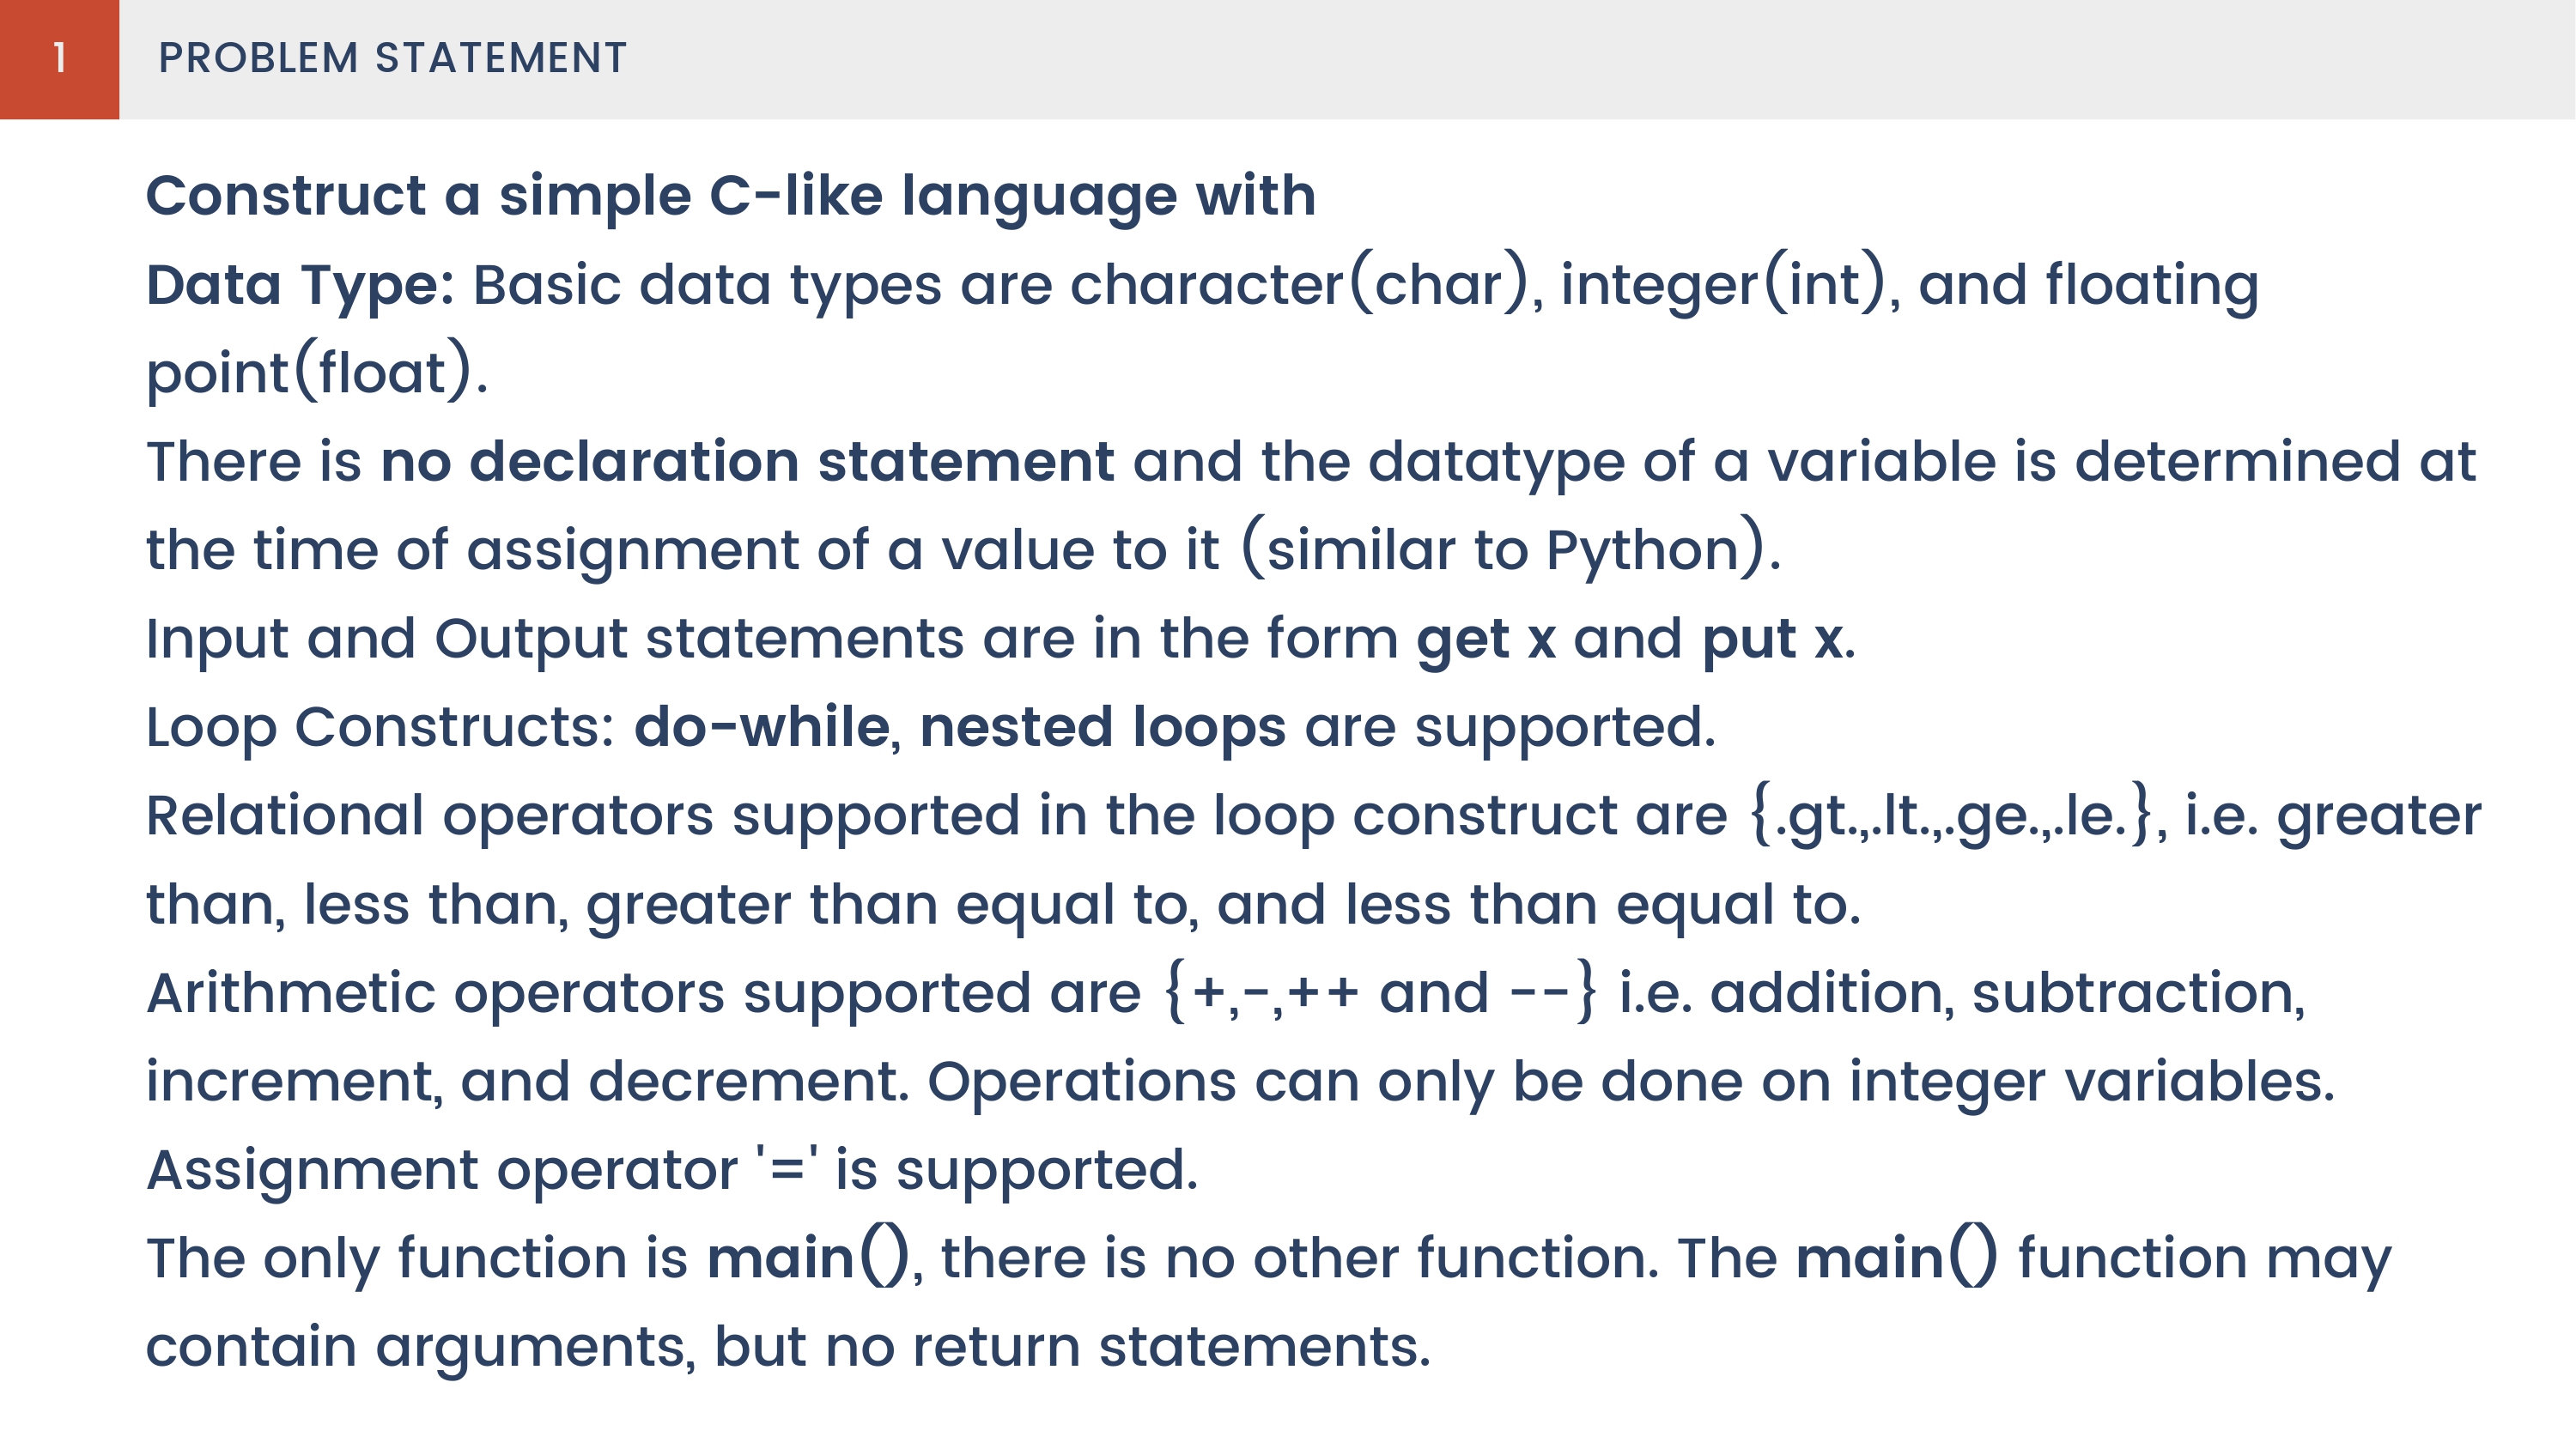 1
PROBLEM STATEMENT
Construct a simple C-like language with
Data Type: Basic data types are character(char), integer(int), and floating
point(float).
There is no declaration statement and the datatype of a variable is determined at
the time of assignment of a value to it (similar to Python).
Input and Output statements are in the form get x and put x.
Loop Constructs: do-while, nested loops are supported.
Relational operators supported in the loop construct are {.gt.,.lt.,.ge.,.le.}, i.e. greater
than, less than, greater than equal to, and less than equal to.
Arithmetic operators supported are {+,-,++ and --} i.e. addition, subtraction,
increment, and decrement. Operations can only be done on integer variables.
Assignment operator '=' is supported.
The only function is main(), there is no other function. The main() function may
contain arguments, but no return statements.